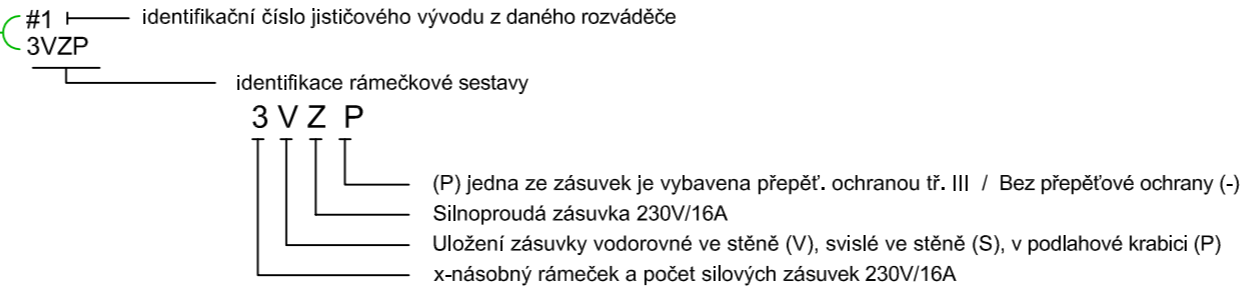 #1 identifikační číslo jističového vývodu z daného rozváděče
3VZP
identifikace rámečkové sestavy
3 V Z P
(P) jedna ze zásuvek je vybavena přepěť. ochranou tř. III / Bez přepěťové ochrany (-)
Silnoproudá zásuvka 230V/16A
Uložení zásuvky vodorovné ve stěně (V), svislé ve stěně (S), v podlahové krabici (P)
x-násobný rámeček a počet silových zásuvek 230V/16A